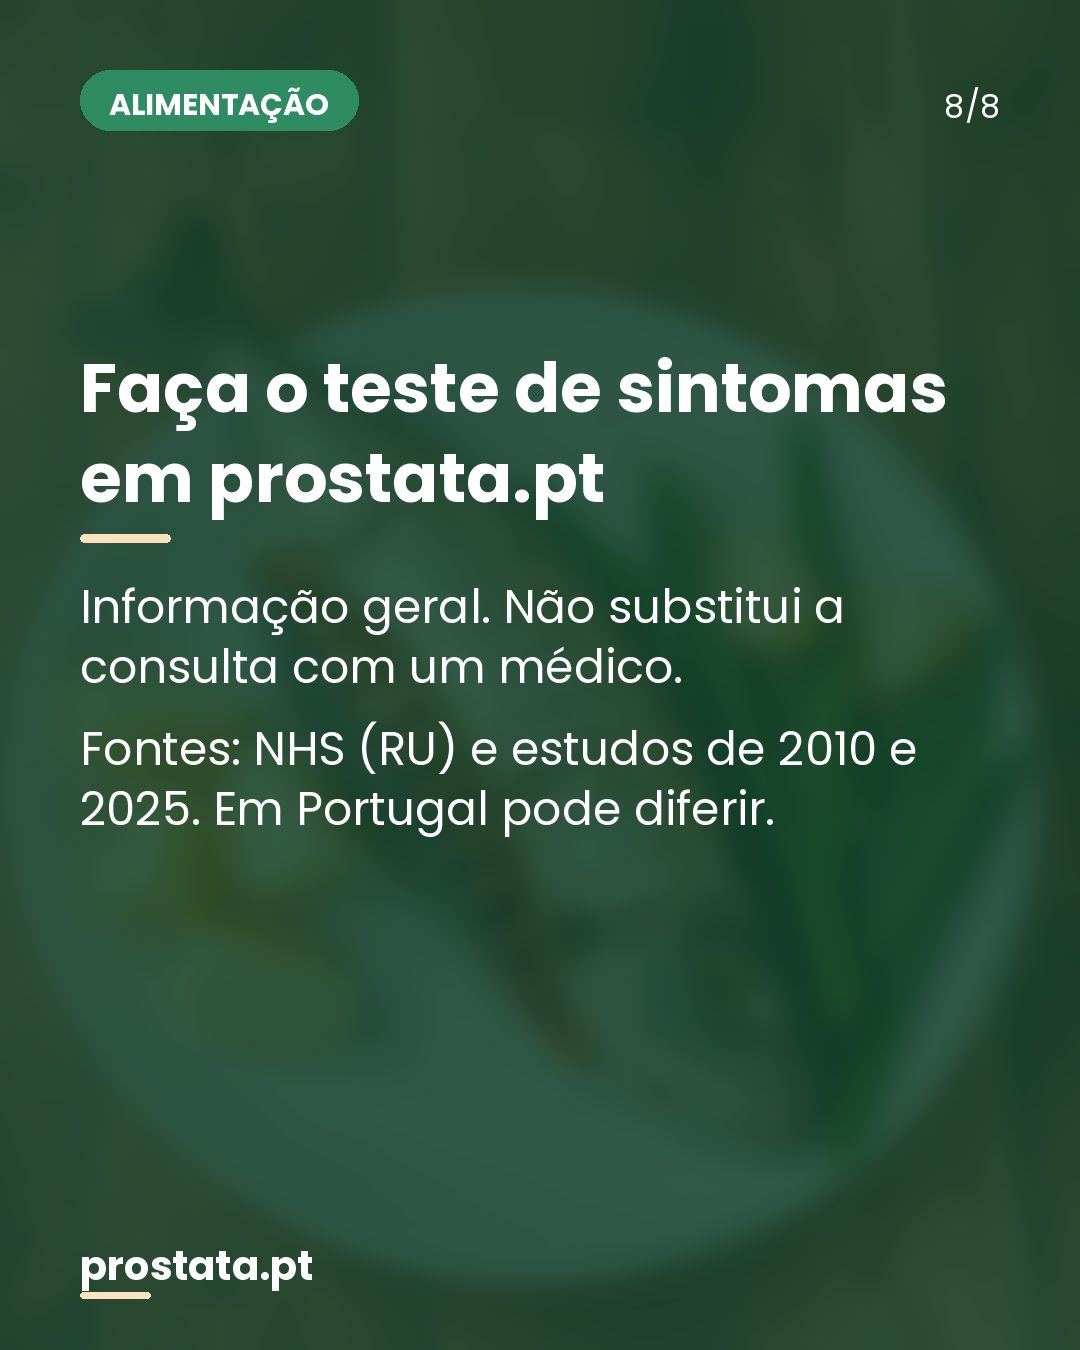 ALIMENTAÇÃO
8/8
Faça o teste de sintomas
em prostata.pt
Informação geral. Não substitui a
consulta com um médico.
Fontes: NHS (RU) e estudos de 2010 e
2025. Em Portugal pode diferir.
prostata.pt